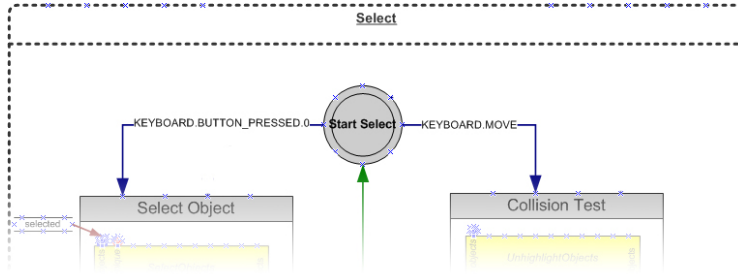 Select
KEYBOARD.BUTTON_PRESSED.0
Start Select
KEYBOARD.MOVE
Select Object
Collision Test
selected
UnhighlightObjects